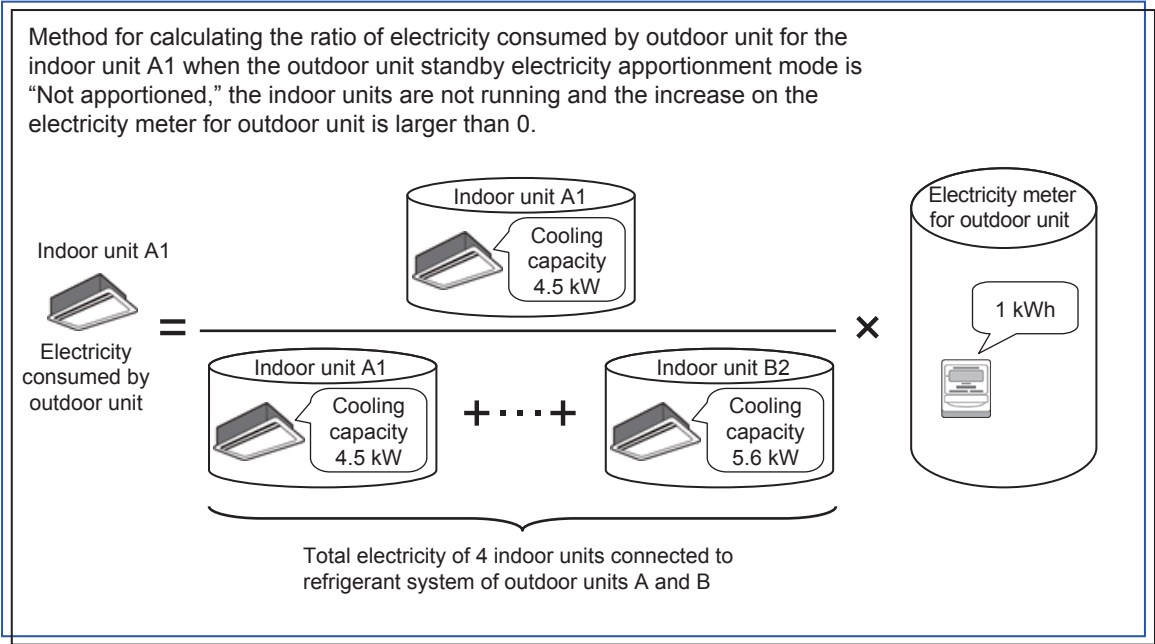 Method for calculating the ratio of electricity consumed by outdoor unit for the
indoor unit A1 when the outdoor unit standby electricity apportionment mode is
“Not apportioned,” the indoor units are not running and the increase on the
electricity meter for outdoor unit is larger than 0.
Indoor unit A1
Electricity
consumed by
outdoor unit
=
Indoor unit A1
Cooling
capacity
4.5 kW
Indoor unit A1
Cooling
capacity
4.5 kW
+····+
Indoor unit B2
Cooling
capacity
5.6 kW
Total electricity of 4 indoor units connected to
refrigerant system of outdoor units A and B
×
Electricity meter
for outdoor unit
1 kWh